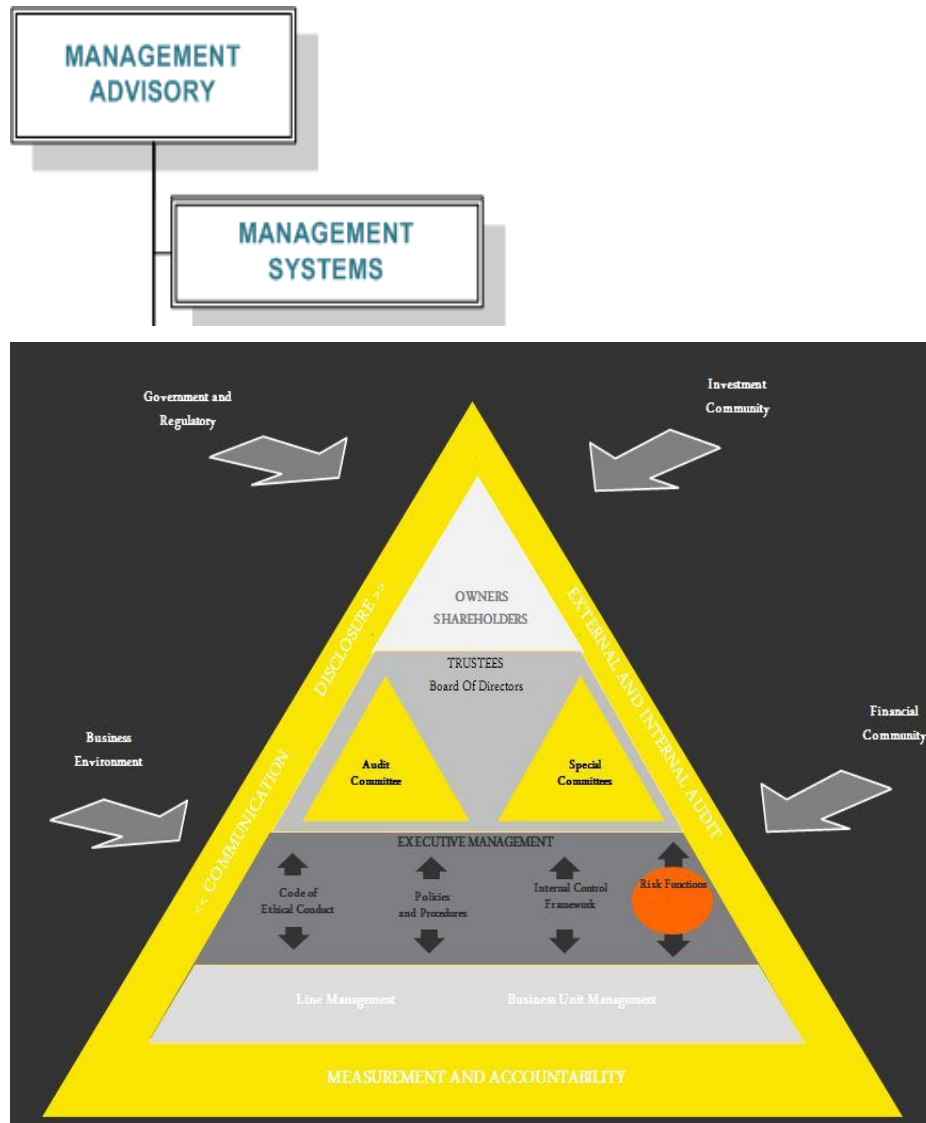 MANAGEMENT
ADVISORY
MANAGEMENT
SYSTEMS
Government and
Regulatory
Investment
Community
OWNERS
SHAREHOLDERS
DISCLOSURE >>
EXTERNAL AND INTERNAL AUDIT
TRUSTEES
Board Of Directors
Business
Environment
Financial
Community
Audit
Committee
Special
Committees
<< COMMUNICATION
EXECUTIVE MANAGEMENT
Code of
Ethical Conduct
Policies
and Procedures
Internal Control
Framework
Risk Functions
Line Management
Business Unit Management
MEASUREMENT AND ACCOUNTABILITY